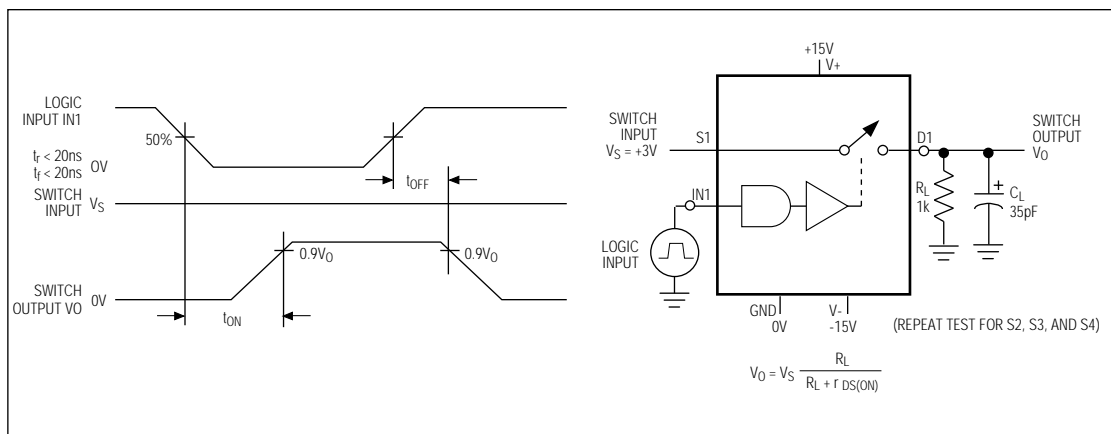 LOGIC
INPUT IN1
50%
tr < 20ns
tf < 20ns
0V
tOFF
SWITCH
INPUT
VS
0.9VO
0.9VO
SWITCH
OUTPUT VO
0V
tON
+15V
V+
SWITCH
INPUT
VS = +3V
S1
D1
SWITCH
OUTPUT
VO
IN1
RL
1k
+
CL
35pF
LOGIC
INPUT
GND
0V
V-
-15V
(REPEAT TEST FOR S2, S3, AND S4)
VO = VS RL
RL + r DS(ON)